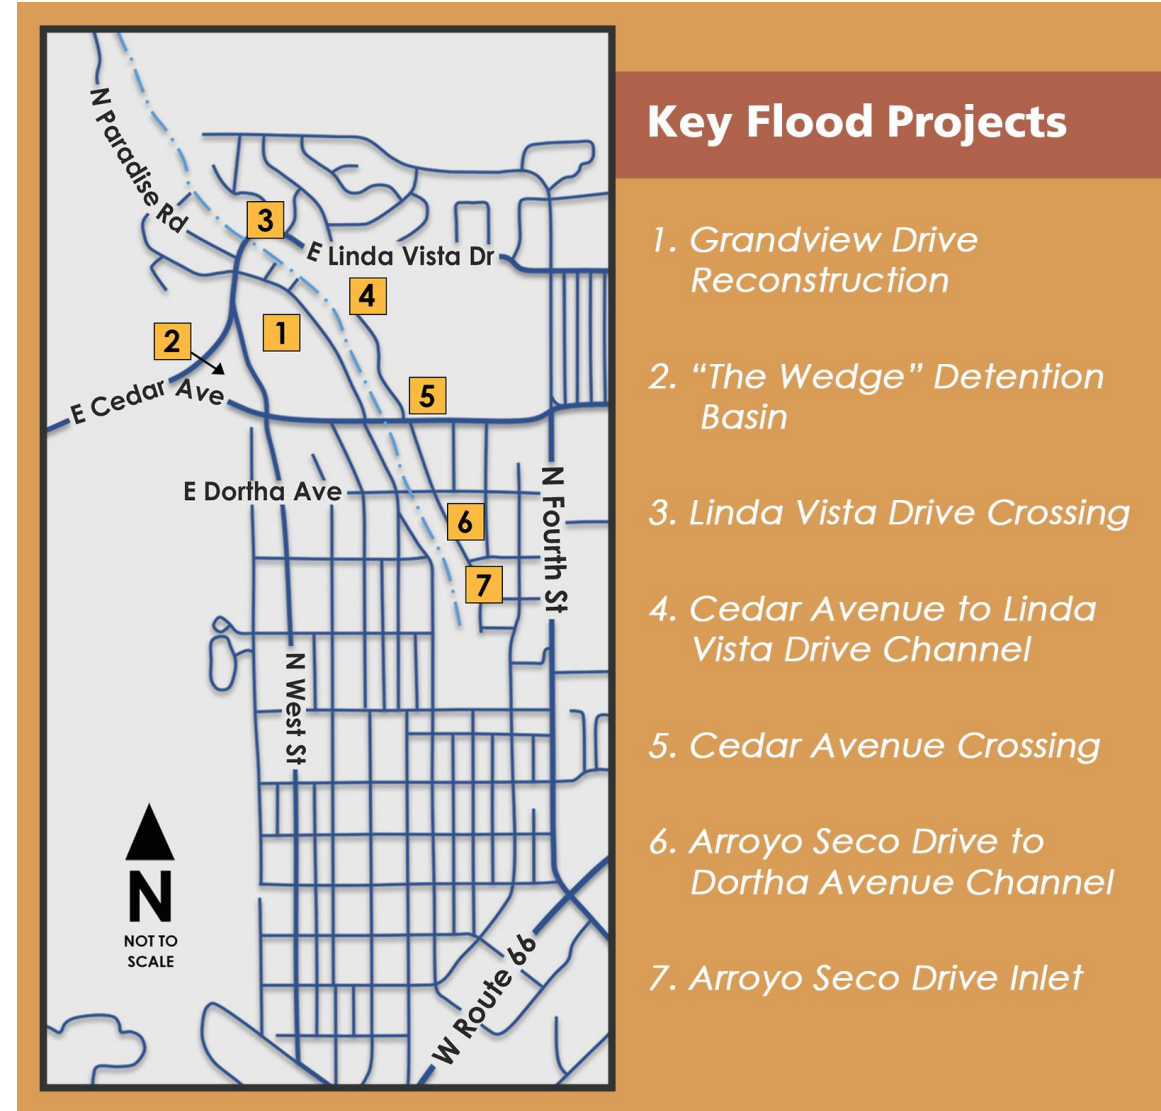 N Paradise Rd
3
E Linda Vista Dr
4
1
2
E Cedar Ave
5
E Dortha Ave
N Fourth St
6
7
N West St
N
NOT TO
SCALE
W Route 66
Key Flood Projects
1. Grandview Drive
Reconstruction
2. “The Wedge” Detention
Basin
3. Linda Vista Drive Crossing
4. Cedar Avenue to Linda
Vista Drive Channel
5. Cedar Avenue Crossing
6. Arroyo Seco Drive to
Dortha Avenue Channel
7. Arroyo Seco Drive Inlet